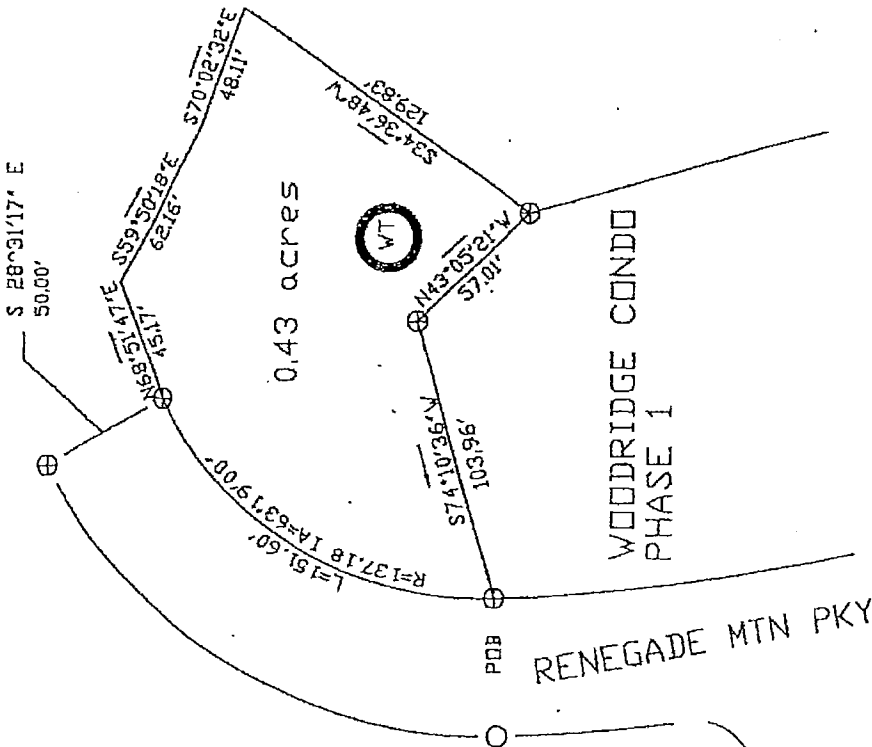 S 28°31'17" E
50.00'
N68°51'47"E
45.17'
S59°50'18"E
62.16'
S70°02'32"E
48.11'
S34°36'48"W
129.83'
0.43 acres
WT
N43°05'21"W
57.01'
S74°10'36"W
103.96'
R=137.18 IA=63°19'00"
L=151.60'
POB
WOODRIDGE CONDO
PHASE 1
RENEGADE MTN PKY